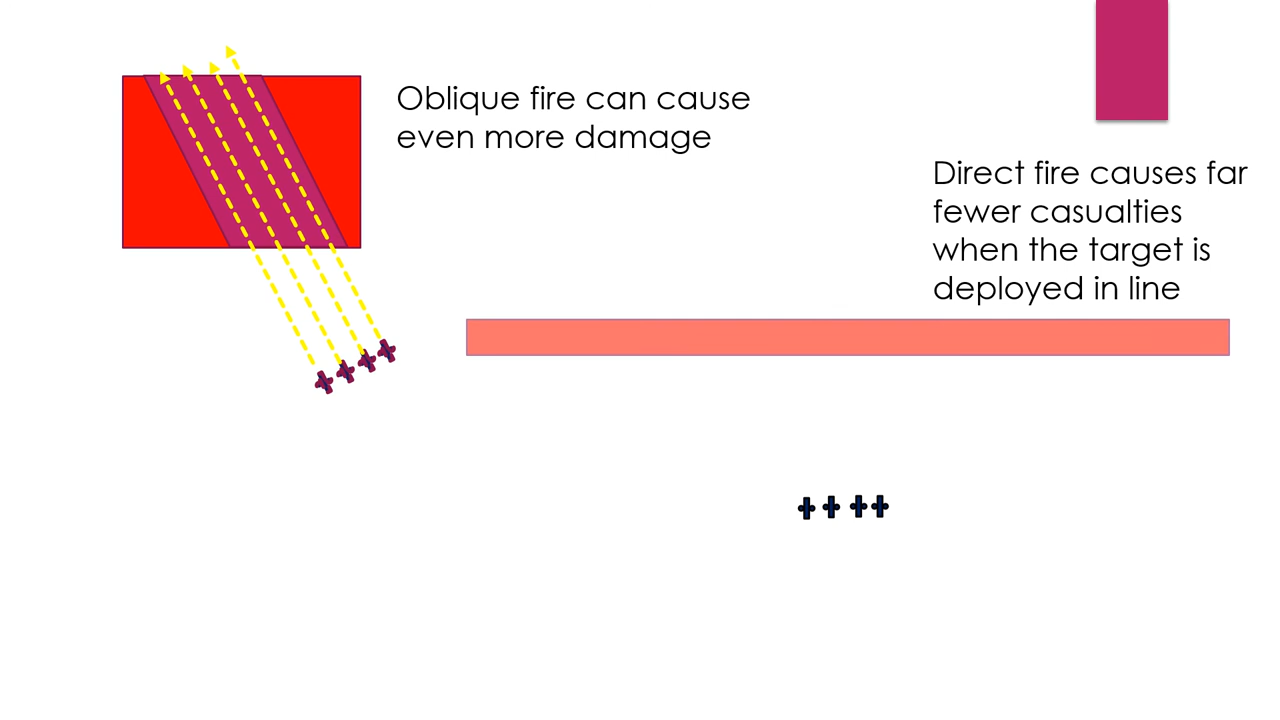 Oblique fire can cause
even more damage
Direct fire causes far
fewer casualties
when the target is
deployed in line